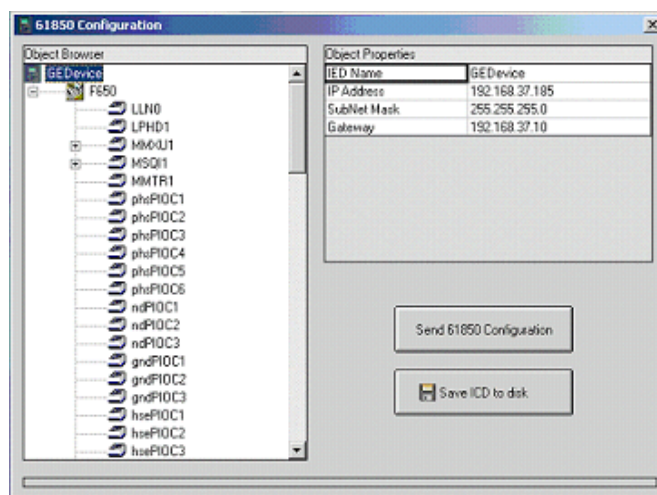 61850 Configuration
Object Browser
GEDevice
F650
LLN0
LPHD1
MMXU1
MSQI1
MMTR1
phsPIOC1
phsPIOC2
phsPIOC3
phsPIOC4
phsPIOC5
phsPIOC6
ndPIOC1
ndPIOC2
ndPIOC3
gndPIOC1
gndPIOC2
gndPIOC3
hsePIOC1
hsePIOC2
hsePIOC3
Object Properties
IED Name GEDevice
IP Address 192.168.37.185
SubNet Mask 255.255.255.0
Gateway 192.168.37.10
Send 61850 Configuration
Save ICD to disk